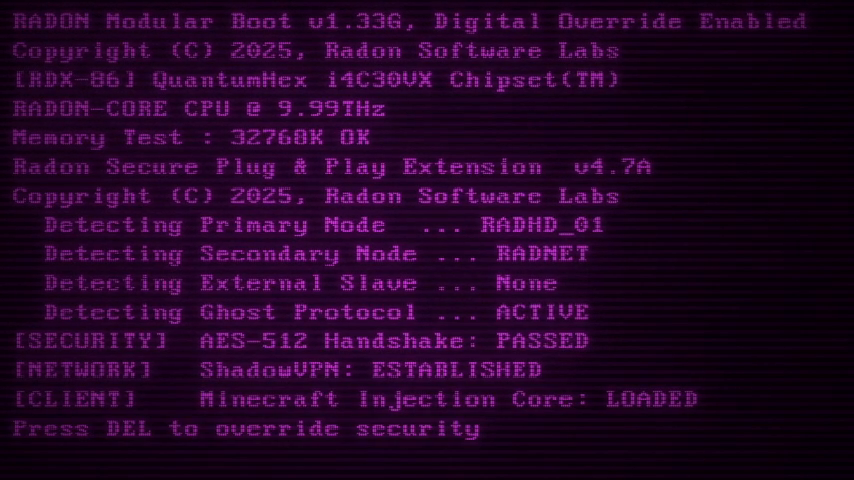 RADON Modular Boot v1.33G, Digital Override Enabled
Copyright (C) 2025, Radon Software Labs
[RDX-86] QuantumHex i4C30VX Chipset(TM)
RADON-CORE CPU @ 9.99THz
Memory Test : 32760K OK
Radon Secure Plug & Play Extension  v4.7A
Copyright (C) 2025, Radon Software Labs
Detecting Primary Node  ... RADHD_01
Detecting Secondary Node ... RADNET
Detecting External Slave ... None
Detecting Ghost Protocol ... ACTIVE
[SECURITY]  AES-512 Handshake: PASSED
[NETWORK]   ShadowVPN: ESTABLISHED
[CLIENT]    Minecraft Injection Core: LOADED
Press DEL to override security